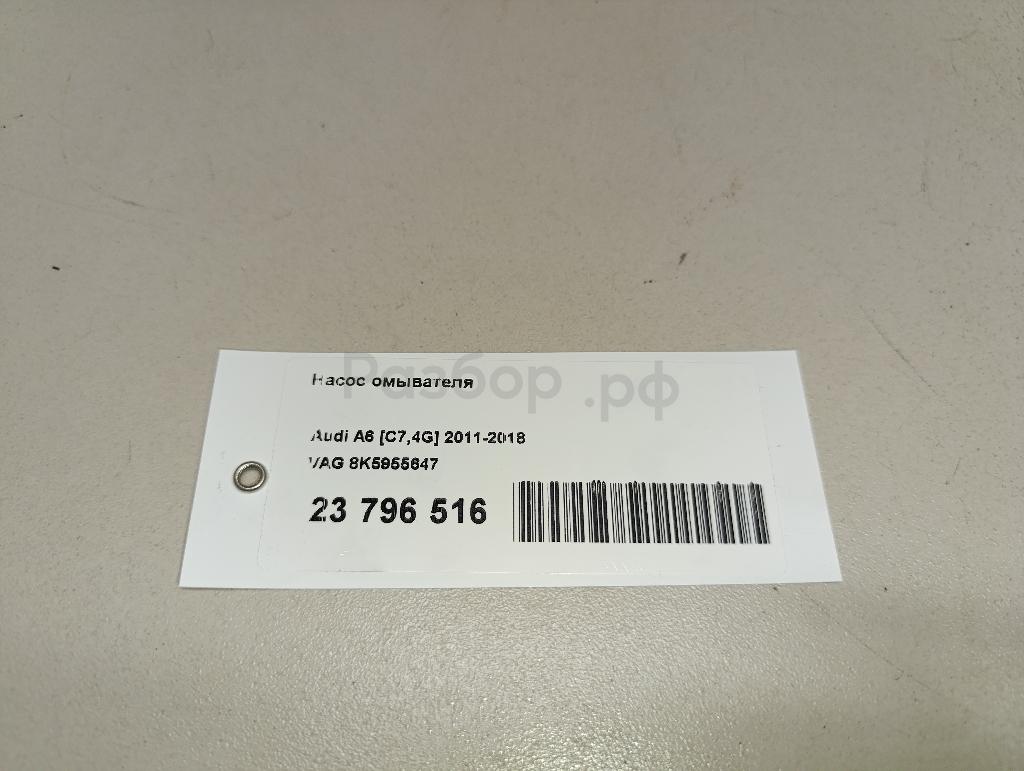 Разбор.рф
Насос омывателя
Audi A6 [C7,4G] 2011-2018
VAG 8K5955647
23 796 516